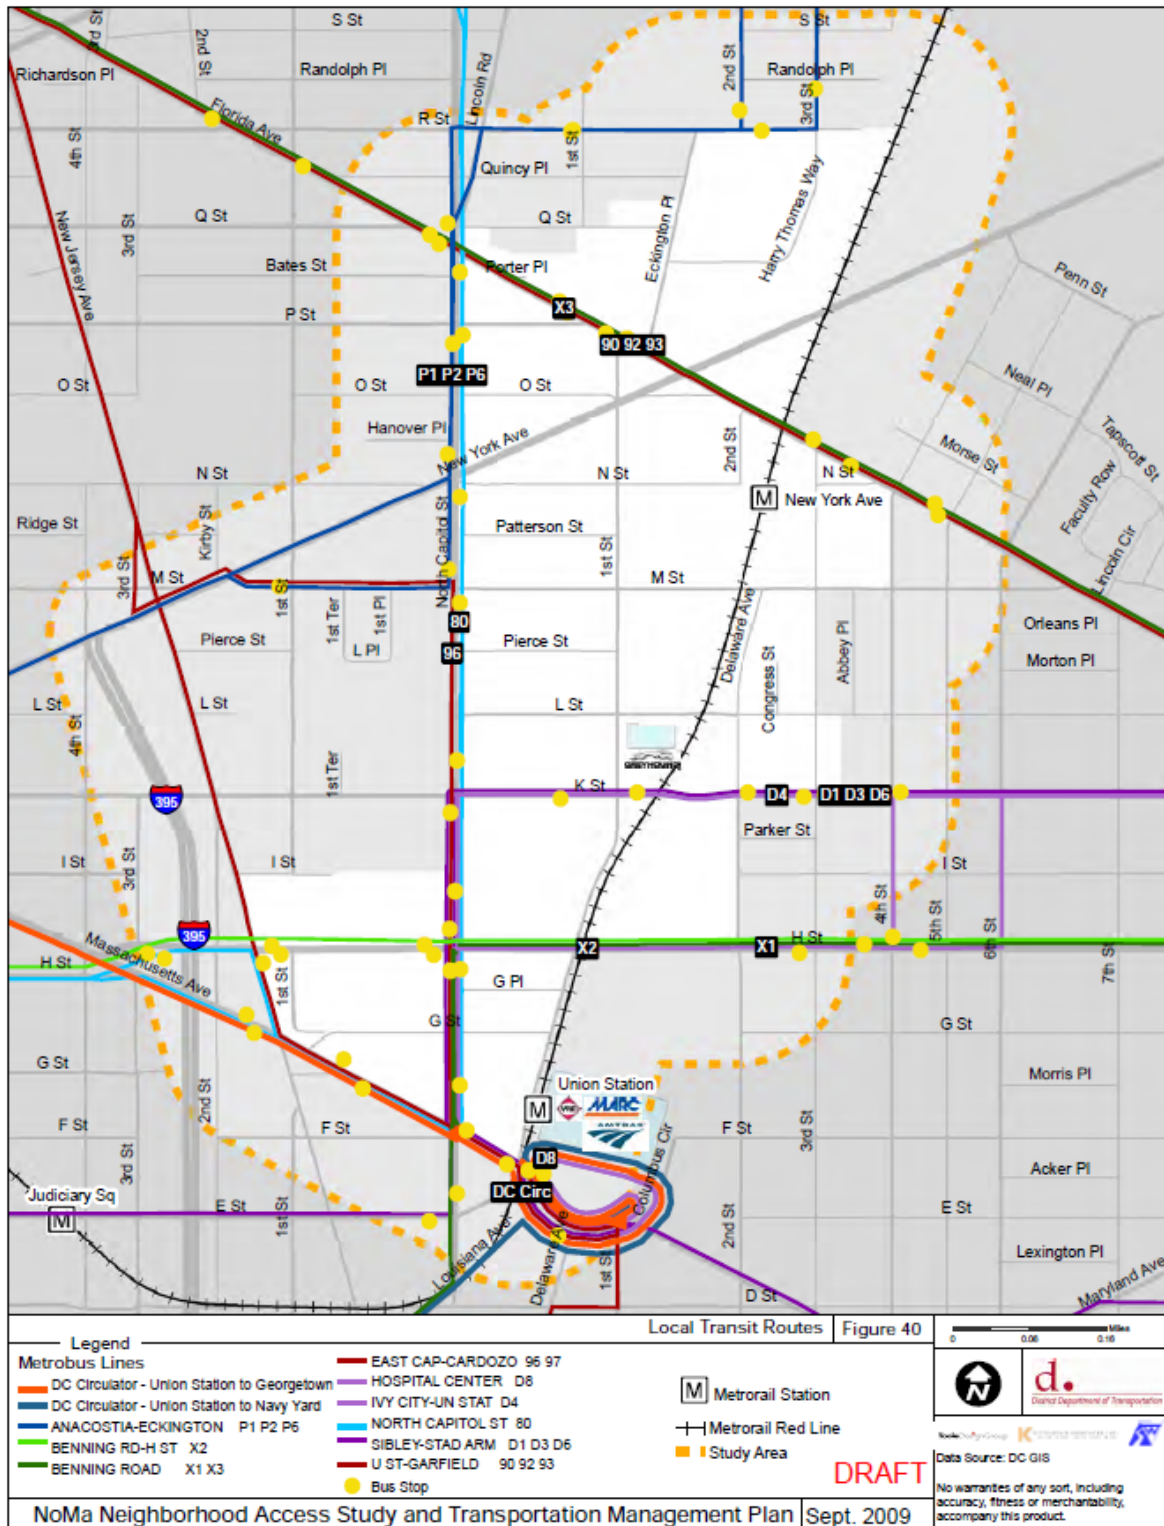 S St
S St
3rd St
2nd St
Lincoln Rd
Richardson Pl
Randolph Pl
2nd St
Randolph Pl
3rd St
Florida Ave
R St
4th St
1st St
Quincy Pl
Harry Thomas Way
Q St
Q St
Eckington Pl
New Jersey Ave
3rd St
Bates St
Porter Pl
Penn St
P St
X3
90 92 93
P1 P2 P6
O St
O St
O St
Neal Pl
Hanover Pl
New York Ave
2nd St
Morse St
Tapscott St
N St
N St
N St
Faculty Row
M
New York Ave
Ridge St
Kirby St
North Capitol St
Patterson St
1st St
Lincoln Cir
3rd St
M St
1st St
M St
1st Ter
1st Pl
80
Delaware Ave
Orleans Pl
Pierce St
L Pl
96
Pierce St
Abbey Pl
Morton Pl
Congress St
L St
L St
L St
4th St
1st Ter
GREYHOUND
K St
D4
D1 D3 D6
395
Parker St
I St
3rd St
I St
I St
4th St
5th St
395
6th St
7th St
Massachusetts Ave
H St
X2
X1
H St
1st St
G Pl
G St
G St
G St
2nd St
Union Station
Morris Pl
M
VRE
MARC
AMTRAK
F St
F St
F St
3rd St
3rd St
D8
Columbus Cir
Acker Pl
Judiciary Sq
DC Circ
M
E St
1st St
E St
2nd St
Louisiana Ave
Delaware Ave
1st St
Lexington Pl
D St
Maryland Ave
Local Transit Routes
Figure 40
Legend
Metrobus Lines
DC Circulator - Union Station to Georgetown
DC Circulator - Union Station to Navy Yard
ANACOSTIA-ECKINGTON P1 P2 P6
BENNING RD-H ST X2
BENNING ROAD X1 X3
EAST CAP-CARDOZO 96 97
HOSPITAL CENTER D8
IVY CITY-UN STAT D4
NORTH CAPITOL ST 80
SIBLEY-STAD ARM D1 D3 D6
U ST-GARFIELD 90 92 93
Bus Stop
M Metrorail Station
Metrorail Red Line
Study Area
DRAFT
Miles
0 0.08 0.16
N
d.
District Department of Transportation
Data Source: DC GIS
No warranties of any sort, including
accuracy, fitness or merchantability,
accompany this product.
NoMa Neighborhood Access Study and Transportation Management Plan
Sept. 2009